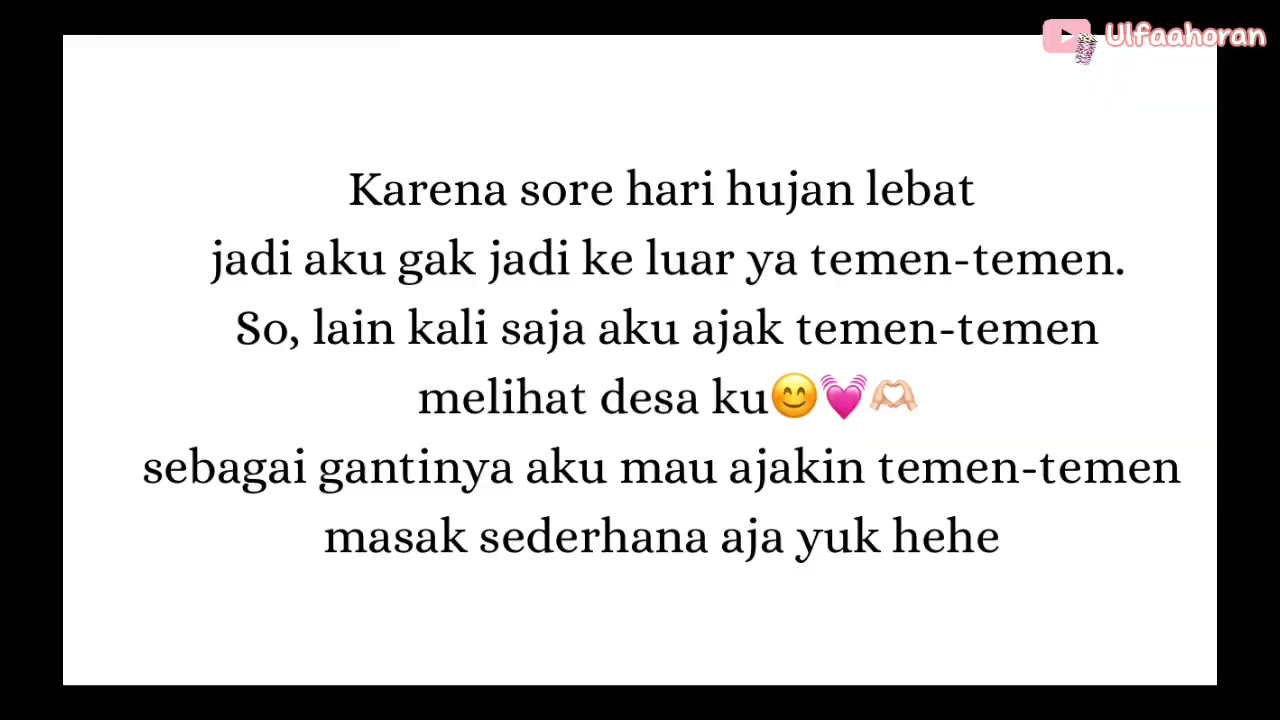 Ulfaahoran
Karena sore hari hujan lebat
jadi aku gak jadi ke luar ya temen-temen.
So, lain kali saja aku ajak temen-temen
melihat desa ku😊💓🫶🏻
sebagai gantinya aku mau ajakin temen-temen
masak sederhana aja yuk hehe